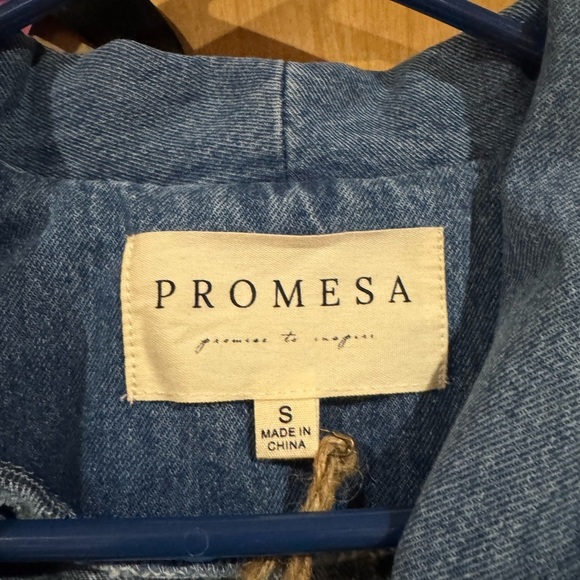 PROMESA
promise to inspire
S
MADE IN
CHINA